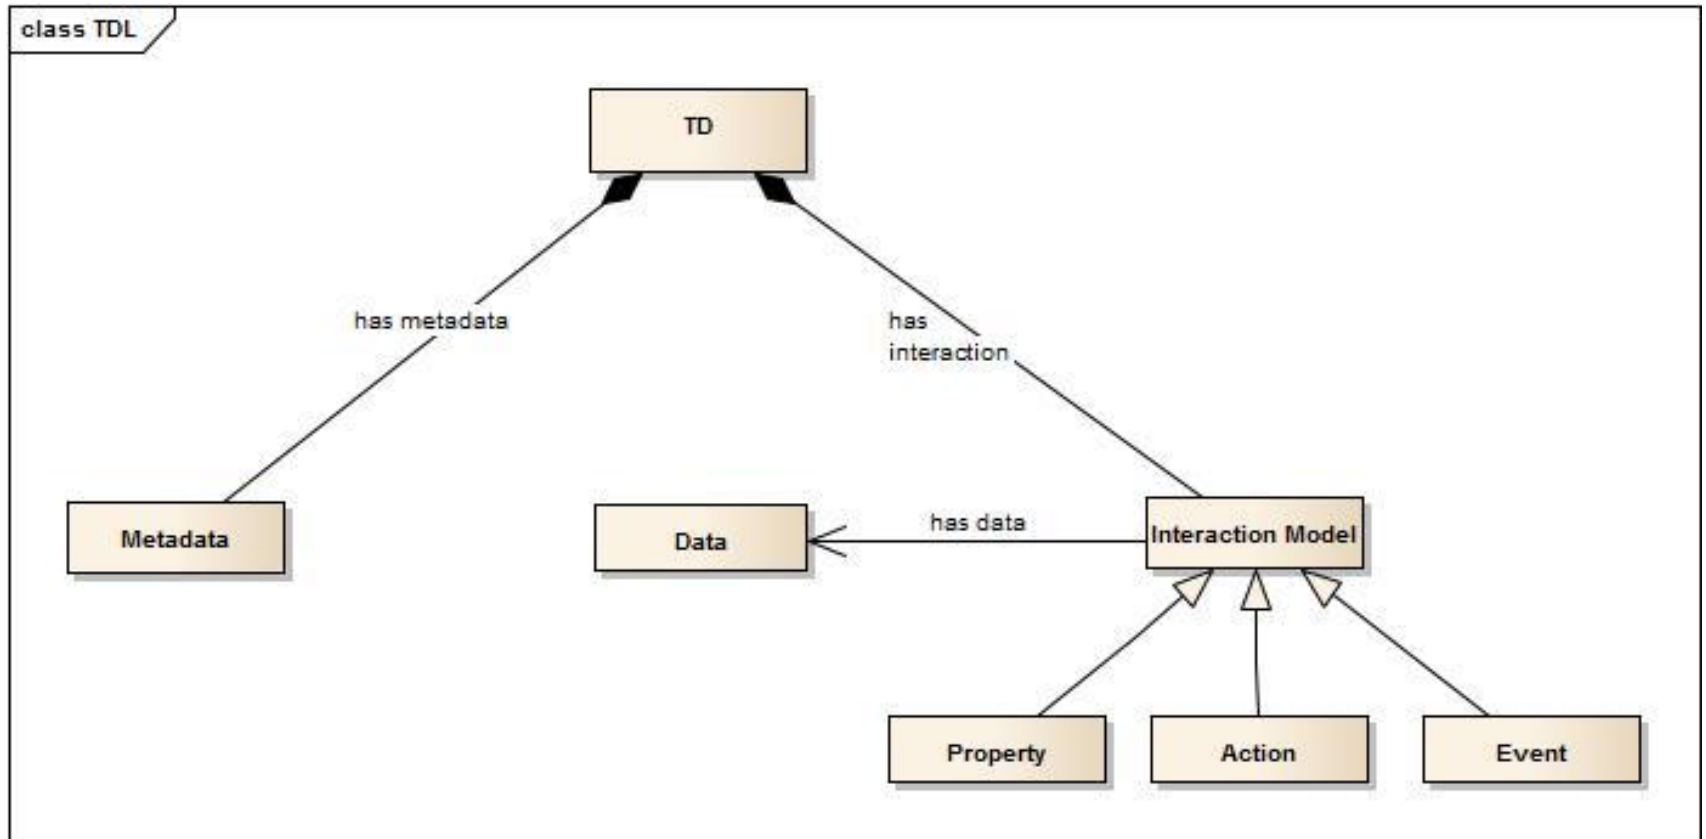 class TDL
TD
has metadata
has
interaction
Metadata
Data
has data
Interaction Model
Property
Action
Event